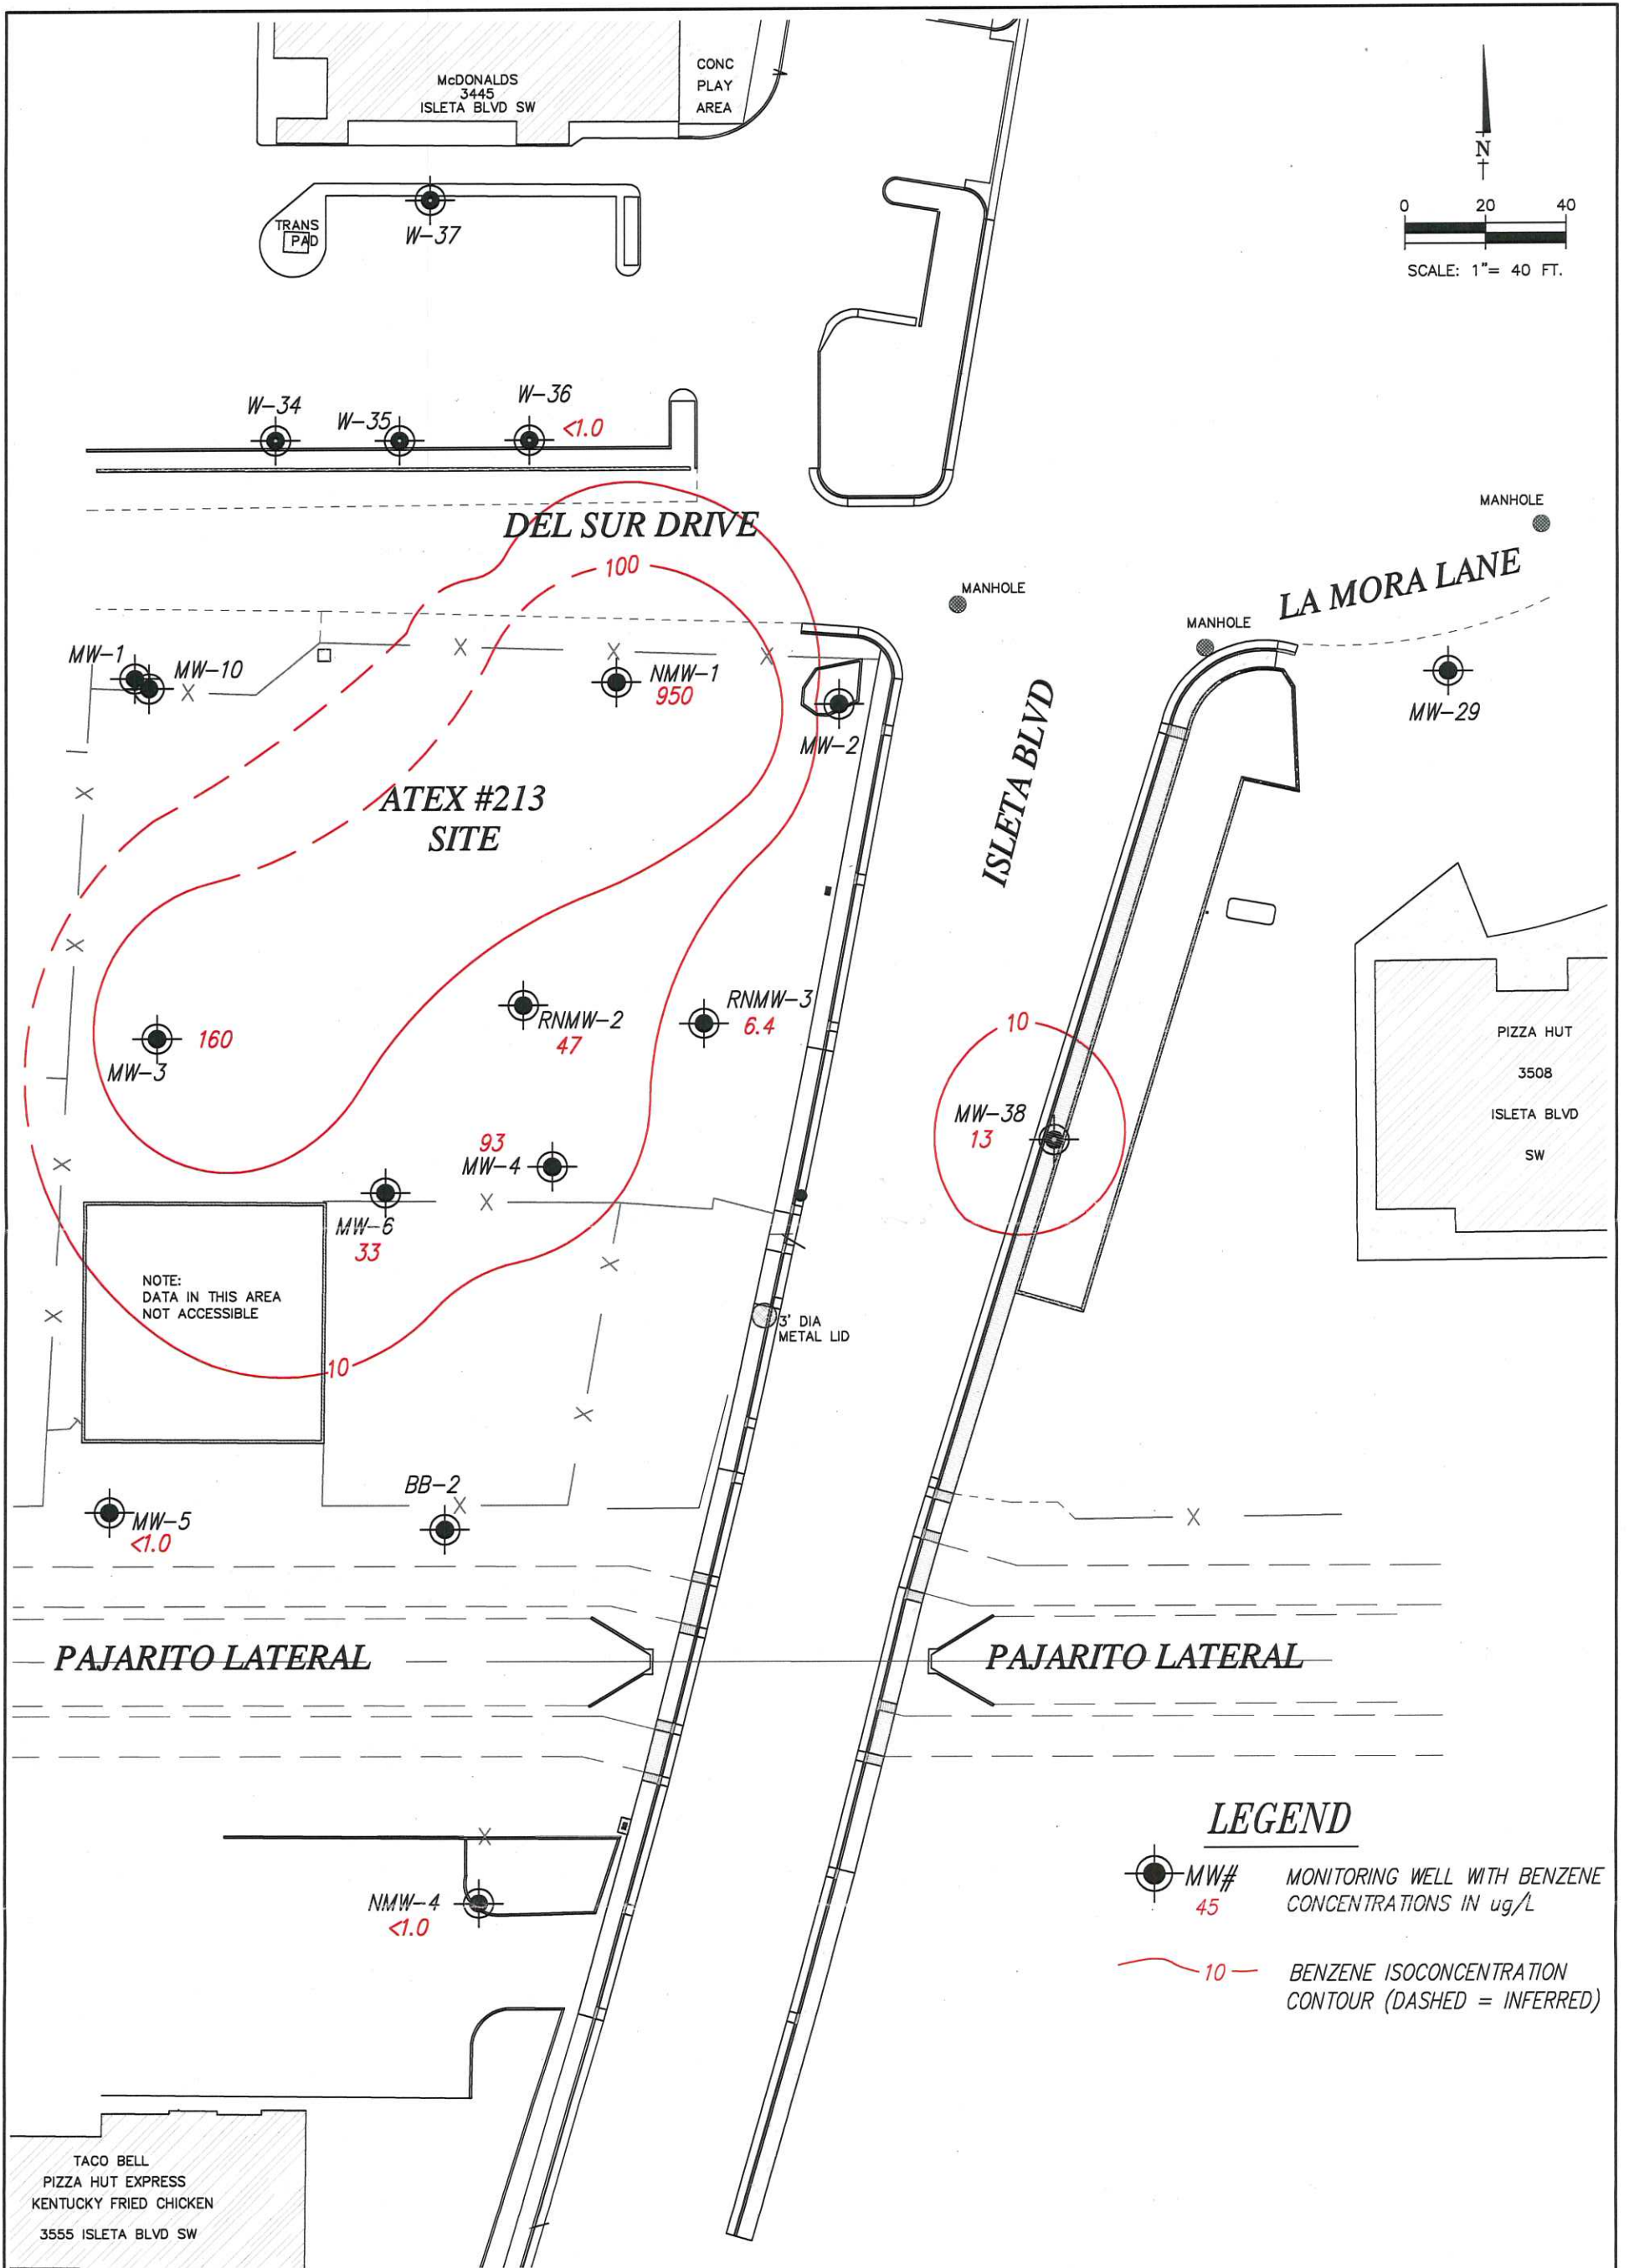 McDONALDS
3445
ISLETA BLVD SW
CONC
PLAY
AREA
N
0 20 40
SCALE: 1"= 40 FT.
TRANS
PAD
W-37
W-34
W-35
W-36
<1.0
DEL SUR DRIVE
100
MANHOLE
MANHOLE
MANHOLE
LA MORA LANE
MW-1
MW-10
NMW-1
950
MW-2
MW-29
ISLETA BLVD
ATEX #213
SITE
RNMW-2
47
RNMW-3
6.4
MW-3
160
10
MW-38
13
PIZZA HUT
3508
ISLETA BLVD
SW
93
MW-4
MW-6
33
NOTE:
DATA IN THIS AREA
NOT ACCESSIBLE
3' DIA
METAL LID
10
MW-5
<1.0
BB-2
PAJARITO LATERAL
PAJARITO LATERAL
NMW-4
<1.0
LEGEND
MW#
45
MONITORING WELL WITH BENZENE
CONCENTRATIONS IN ug/L
10
BENZENE ISOCONCENTRATION
CONTOUR (DASHED = INFERRED)
TACO BELL
PIZZA HUT EXPRESS
KENTUCKY FRIED CHICKEN
3555 ISLETA BLVD SW